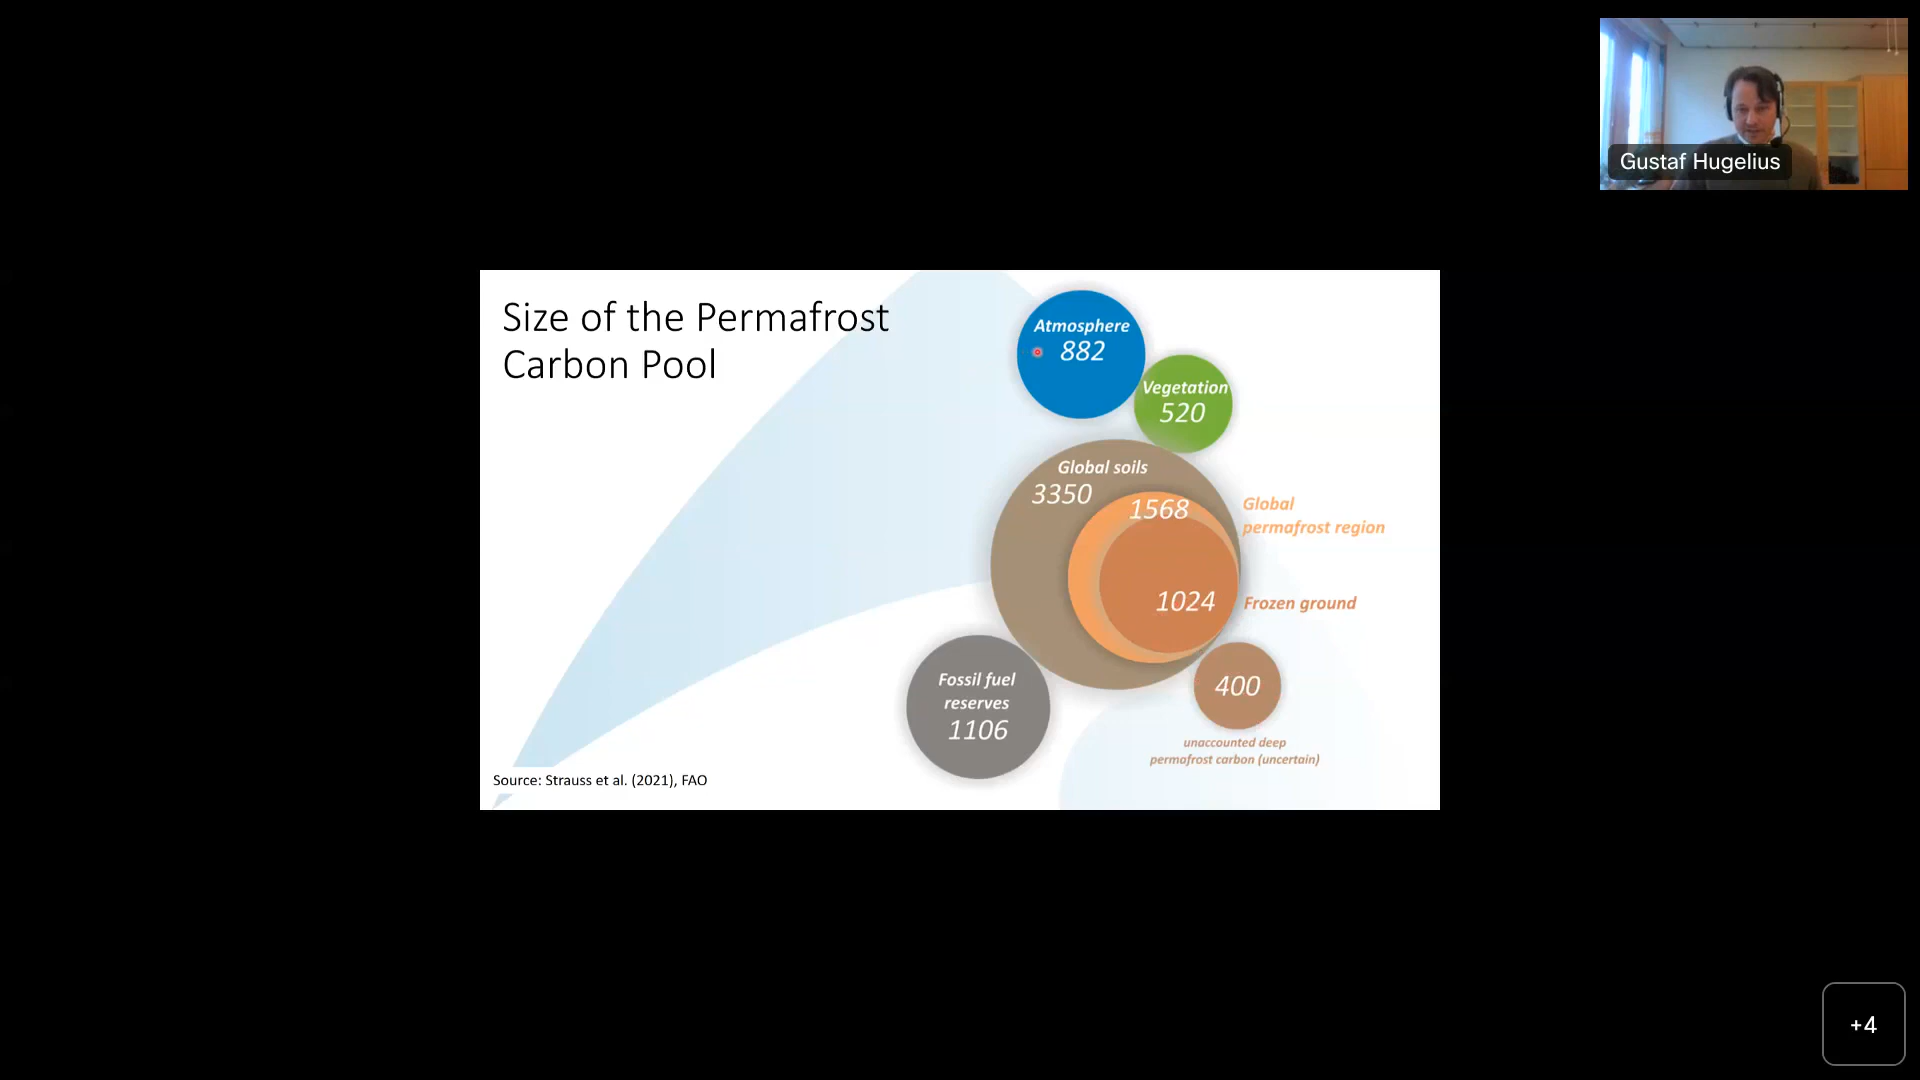 Gustaf Hugelius
Size of the Permafrost
Carbon Pool
Atmosphere
882
Vegetation
520
Global soils
3350
1568
Global
permafrost region
1024
Frozen ground
Fossil fuel
reserves
1106
400
unaccounted deep
permafrost carbon (uncertain)
Source: Strauss et al. (2021), FAO
+4